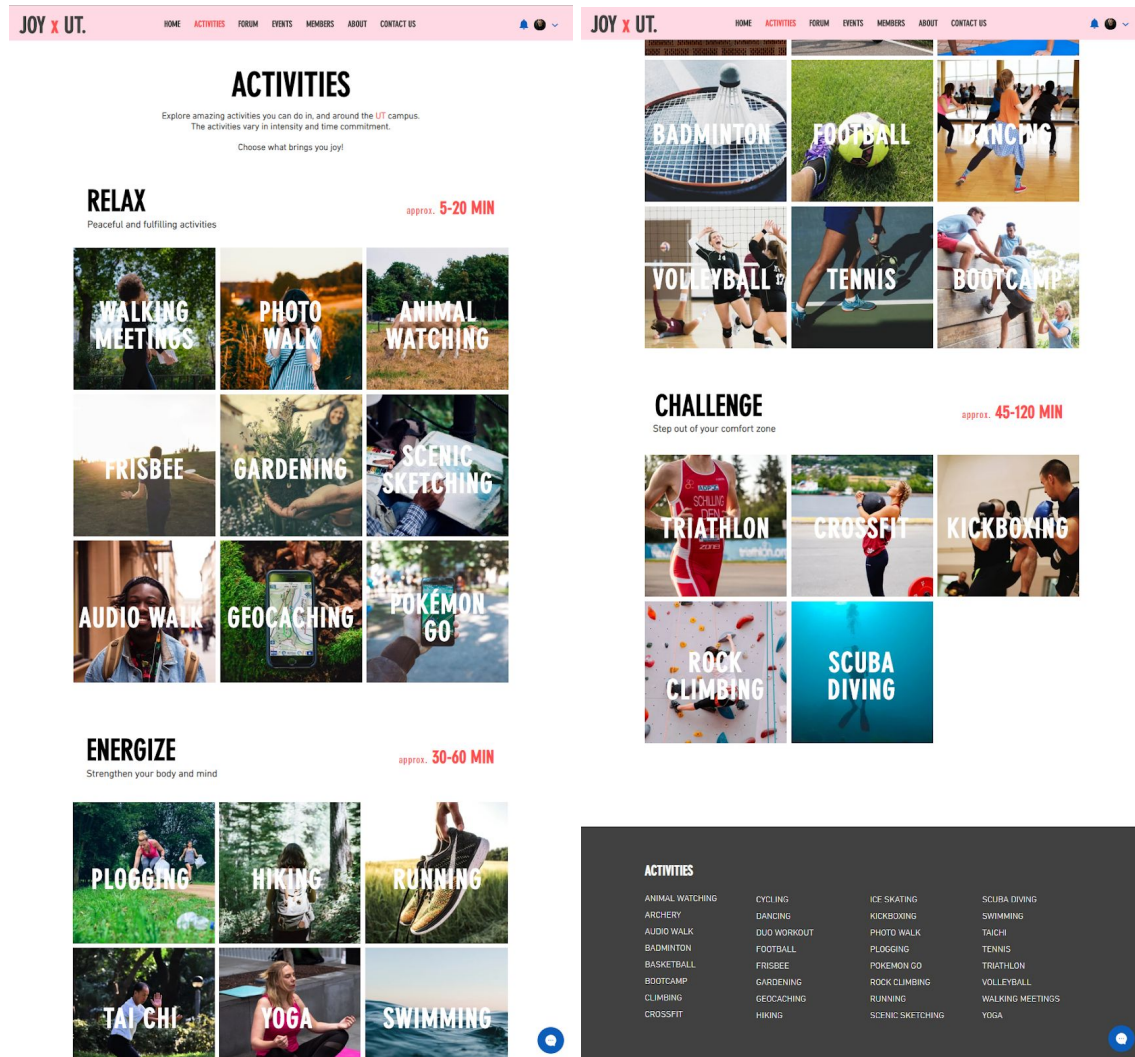 JOY x UT.
HOME ACTIVITIES FORUM EVENTS MEMBERS ABOUT CONTACT US
ACTIVITIES
Explore amazing activities you can do in, and around the UT campus.
The activities vary in intensity and time commitment.
Choose what brings you joy!
RELAX
approx. 5-20 MIN
Peaceful and fulfilling activities
WALKING
MEETINGS
PHOTO
WALK
ANIMAL
WATCHING
FRISBEE
GARDENING
SCENIC
SKETCHING
AUDIO WALK
GEOCACHING
POKÉMON
GO
ENERGIZE
approx. 30-60 MIN
Strengthen your body and mind
PLOGGING
HIKING
RUNNING
TAI CHI
YOGA
SWIMMING
JOY x UT.
HOME ACTIVITIES FORUM EVENTS MEMBERS ABOUT CONTACT US
BADMINTON
FOOTBALL
DANCING
VOLLEYBALL
14
17
TENNIS
BOOTCAMP
CHALLENGE
approx. 45-120 MIN
Step out of your comfort zone
SCHILLING
DEN
zone3
TRIATHLON
CROSSFIT
KICKBOXING
ROCK
CLIMBING
SCUBA
DIVING
ACTIVITIES
ANIMAL WATCHING
ARCHERY
AUDIO WALK
BADMINTON
BASKETBALL
BOOTCAMP
CLIMBING
CROSSFIT
CYCLING
DANCING
DUO WORKOUT
FOOTBALL
FRISBEE
GARDENING
GEOCACHING
HIKING
ICE SKATING
KICKBOXING
PHOTO WALK
PLOGGING
POKEMON GO
ROCK CLIMBING
RUNNING
SCENIC SKETCHING
SCUBA DIVING
SWIMMING
TAICHI
TENNIS
TRIATHLON
VOLLEYBALL
WALKING MEETINGS
YOGA